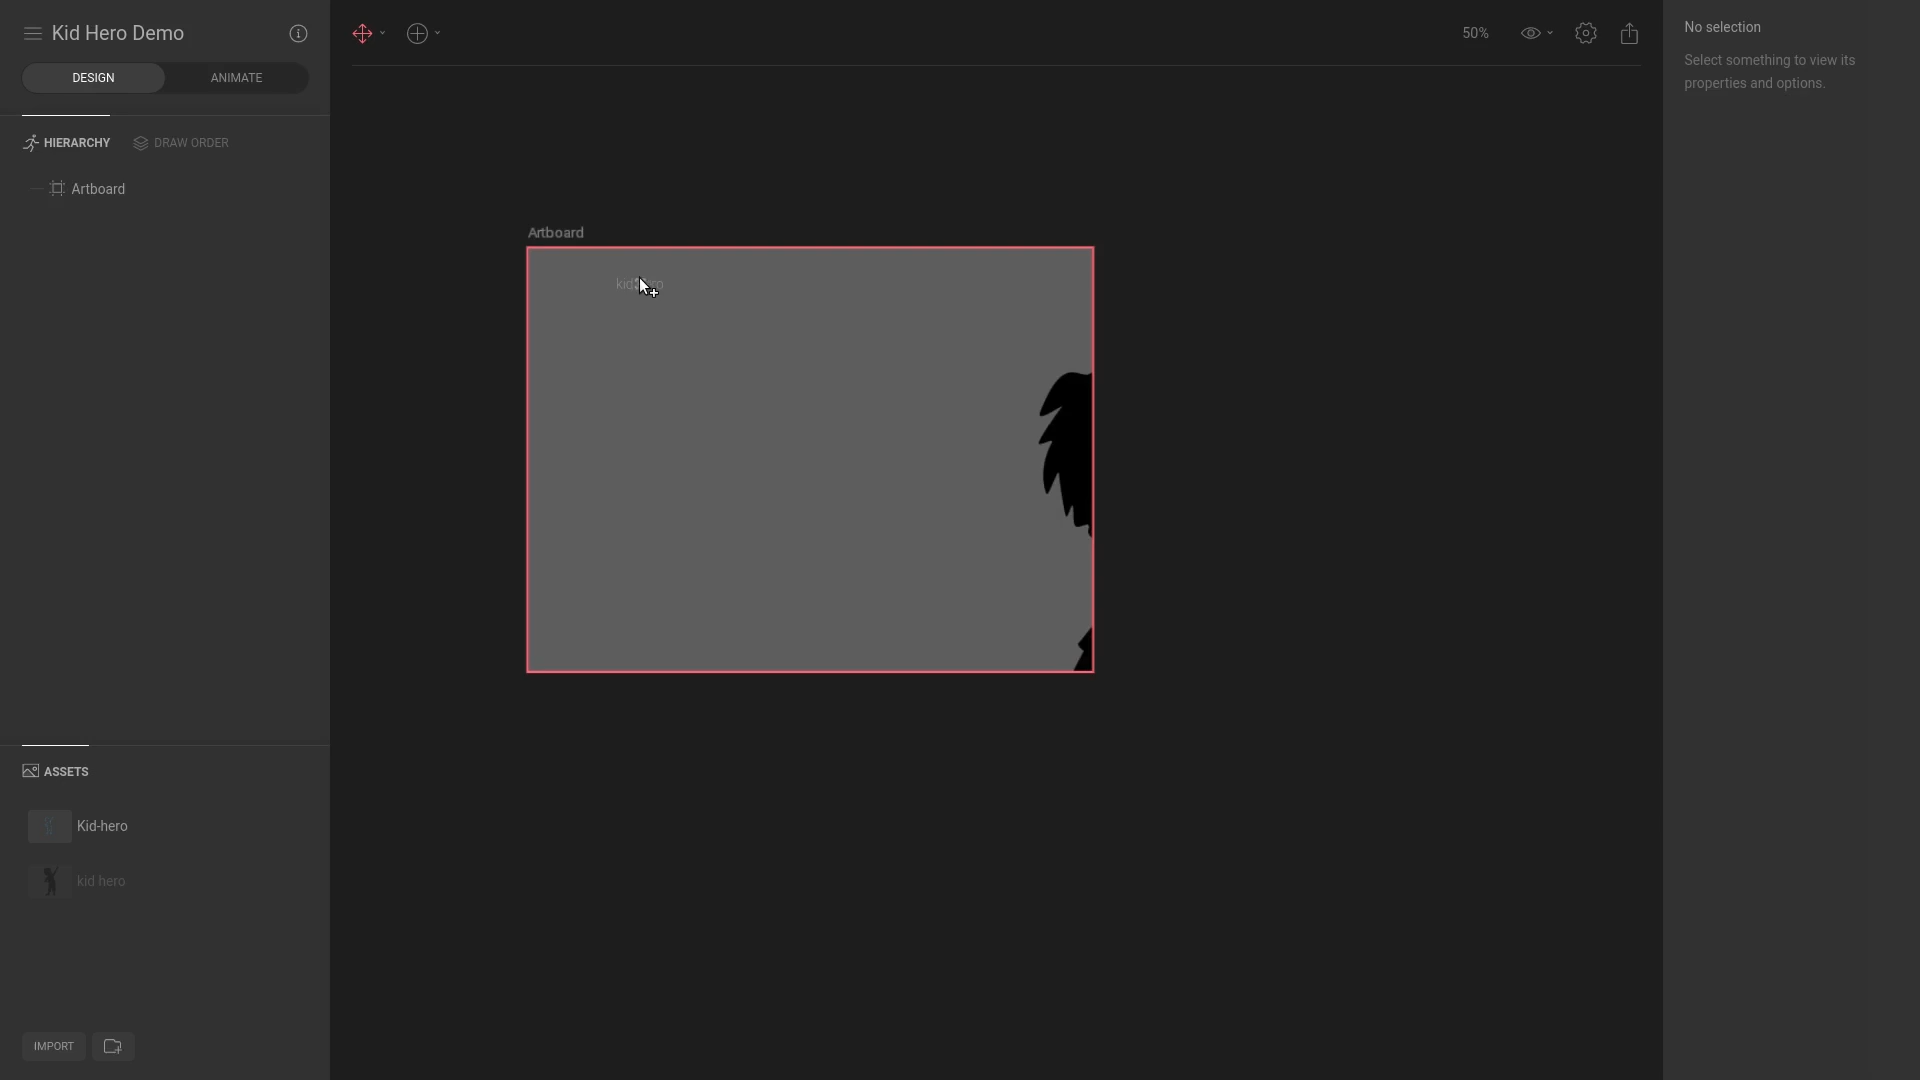 Kid Hero Demo
DESIGN
ANIMATE
HIERARCHY
DRAW ORDER
Artboard
50%
No selection
Select something to view its
properties and options.
Artboard
ASSETS
Kid-hero
kid hero
IMPORT